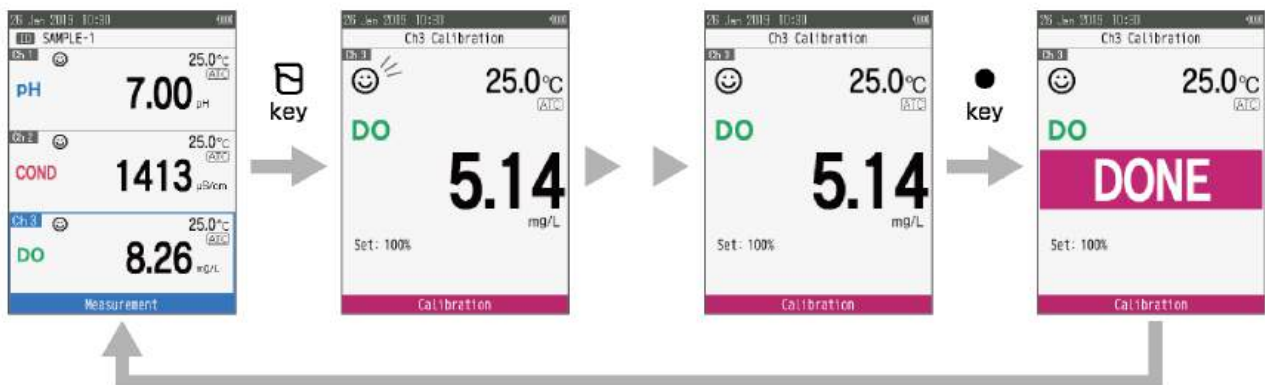 26 Jan 2019 10:30
ID SAMPLE-1
Ch 1
25.0°C
ATC
pH
7.00 pH
Ch 2
25.0°C
ATC
COND
1413 µS/cm
Ch 3
25.0°C
ATC
DO
8.26 mg/L
Measurement
key
26 Jan 2019 10:30
Ch3 Calibration
Ch 3
25.0°C
ATC
DO
5.14
mg/L
Set: 100%
Calibration
26 Jan 2019 10:30
Ch3 Calibration
Ch 3
25.0°C
ATC
DO
5.14
mg/L
Set: 100%
Calibration
key
26 Jan 2019 10:30
Ch3 Calibration
Ch 3
25.0°C
ATC
DO
DONE
Set: 100%
Calibration